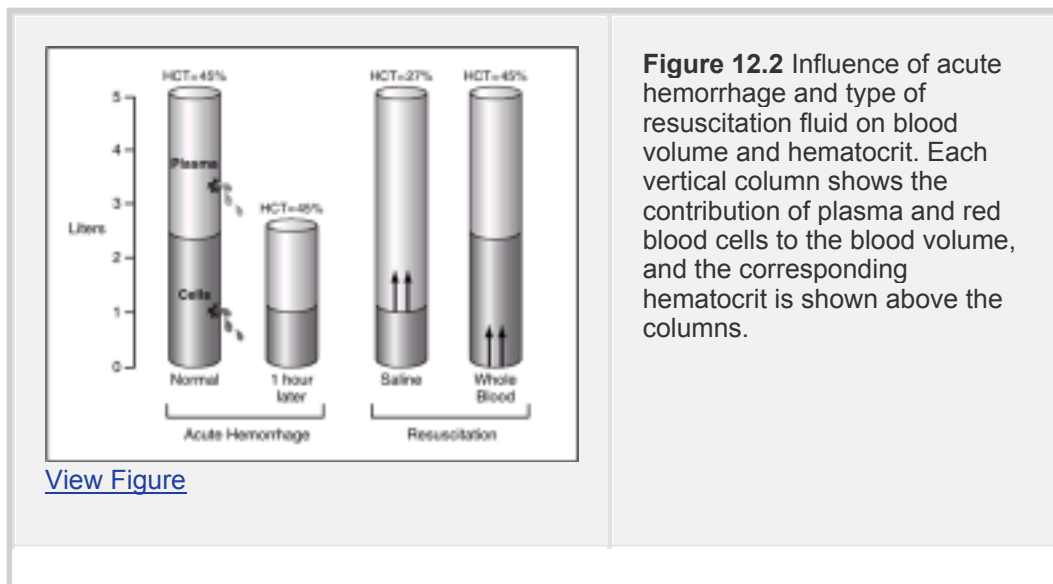 HCT=45%
HCT=27% HCT=45%
5
4
Plasma
3
HCT=45%
Liters
2
Cells
1
0
Normal 1 hour Saline Whole
later Blood
Acute Hemorrhage Resuscitation
View Figure
Figure 12.2 Influence of acute
hemorrhage and type of
resuscitation fluid on blood
volume and hematocrit. Each
vertical column shows the
contribution of plasma and red
blood cells to the blood volume,
and the corresponding
hematocrit is shown above the
columns.